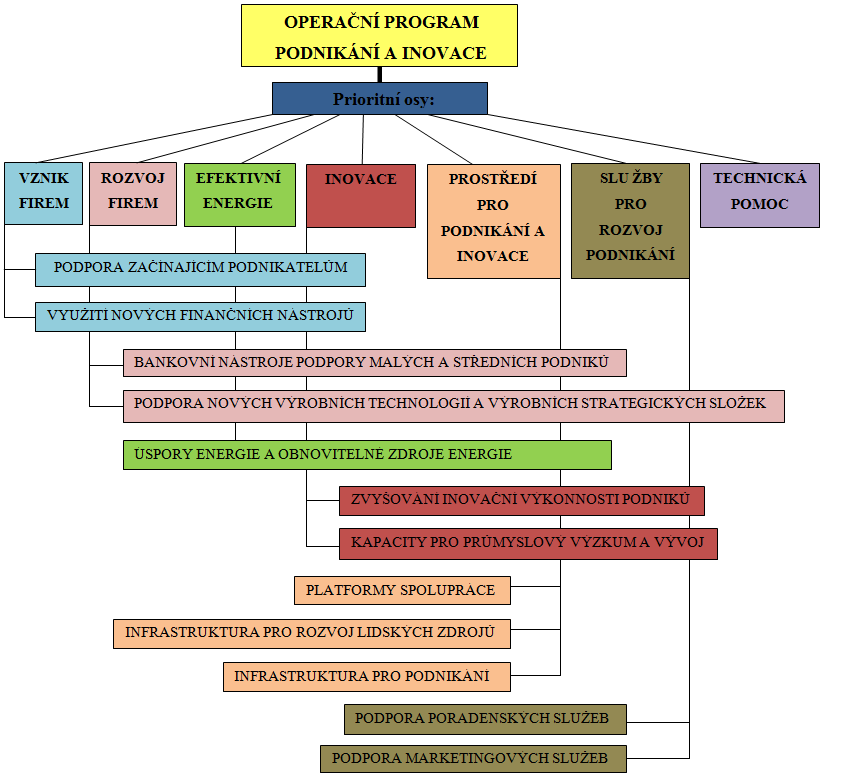 OPERAČNÍ PROGRAM
PODNIKÁNÍ A INOVACE
Prioritní osy:
VZNIK
FIREM
ROZVOJ
FIREM
EFEKTIVNÍ
ENERGIE
INOVACE
PROSTŘEDÍ
PRO
PODNIKÁNÍ A
INOVACE
SLU ŽBY
PRO
ROZVOJ
PODNIKÁNÍ
TECHNICKÁ
POMOC
PODPORA ZAČÍNAJÍCÍM PODNIKATELŮM
VYUŽITÍ NOVÝCH FINANČNÍCH NÁSTROJŮ
BANKOVNÍ NÁSTROJE PODPORY MALÝCH A STŘEDNÍCH PODNIKŮ
PODPORA NOVÝCH VÝROBNÍCH TECHNOLOGIÍ A VÝROBNÍCH STRATEGICKÝCH SLOŽEK
ÚSPORY ENERGIE A OBNOVITELNÉ ZDROJE ENERGIE
ZVYŠOVÁNÍ INOVAČNÍ VÝKONNOSTI PODNIKŮ
KAPACITY PRO PRŮMYSLOVÝ VÝZKUM A VÝVOJ
PLATFORMY SPOLUPRÁCE
INFRASTRUKTURA PRO ROZVOJ LIDSKÝCH ZDROJŮ
INFRASTRUKTURA PRO PODNIKÁNÍ
PODPORA PORADENSKÝCH SLUŽEB
PODPORA MARKETINGOVÝCH SLUŽEB